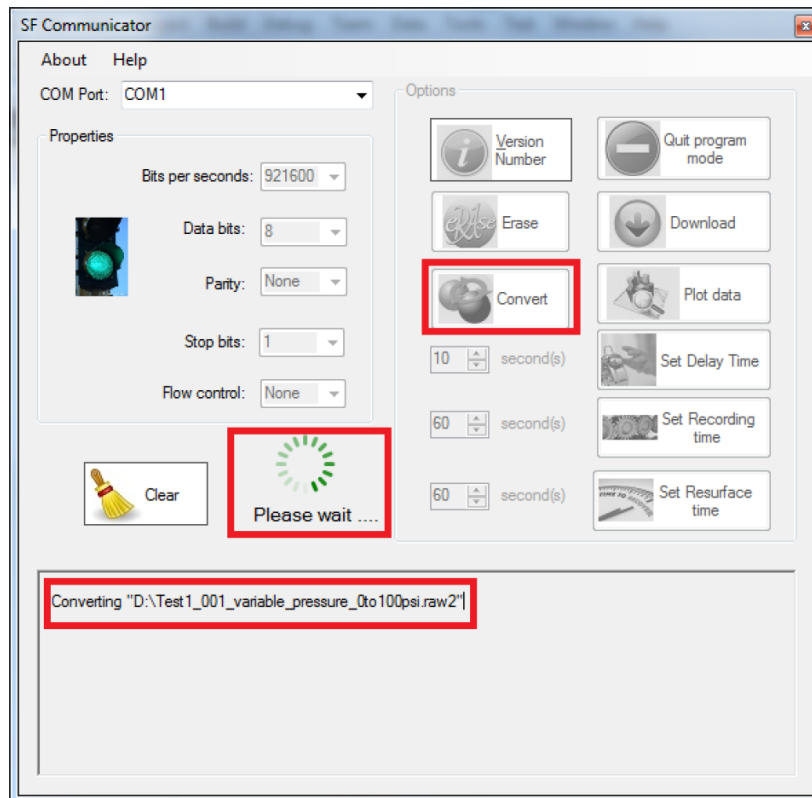 SF Communicator
About Help
COM Port: COM1
Properties
Bits per seconds: 921600
Data bits: 8
Parity: None
Stop bits: 1
Flow control: None
Clear
Please wait ....
Options
Version
Number
Quit program
mode
Erase
Download
Convert
Plot data
10 second(s)
Set Delay Time
60 second(s)
Set Recording
time
60 second(s)
Set Resurface
time
Converting "D:\Test1_001_variable_pressure_0to100psi.raw2"